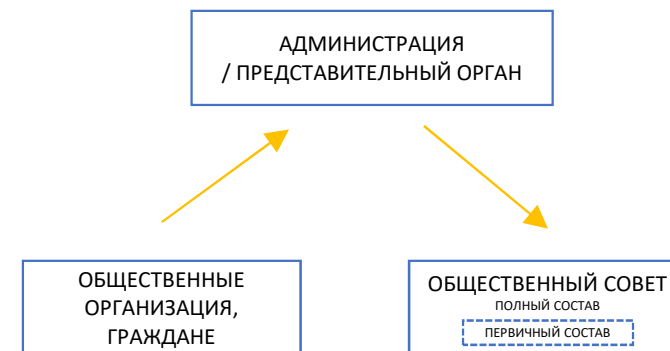 АДМИНИСТРАЦИЯ
/ ПРЕДСТАВИТЕЛЬНЫЙ ОРГАН
ОБЩЕСТВЕННЫЕ
ОРГАНИЗАЦИЯ,
ГРАЖДАНЕ
ОБЩЕСТВЕННЫЙ СОВЕТ
ПОЛНЫЙ СОСТАВ
ПЕРВИЧНЫЙ СОСТАВ